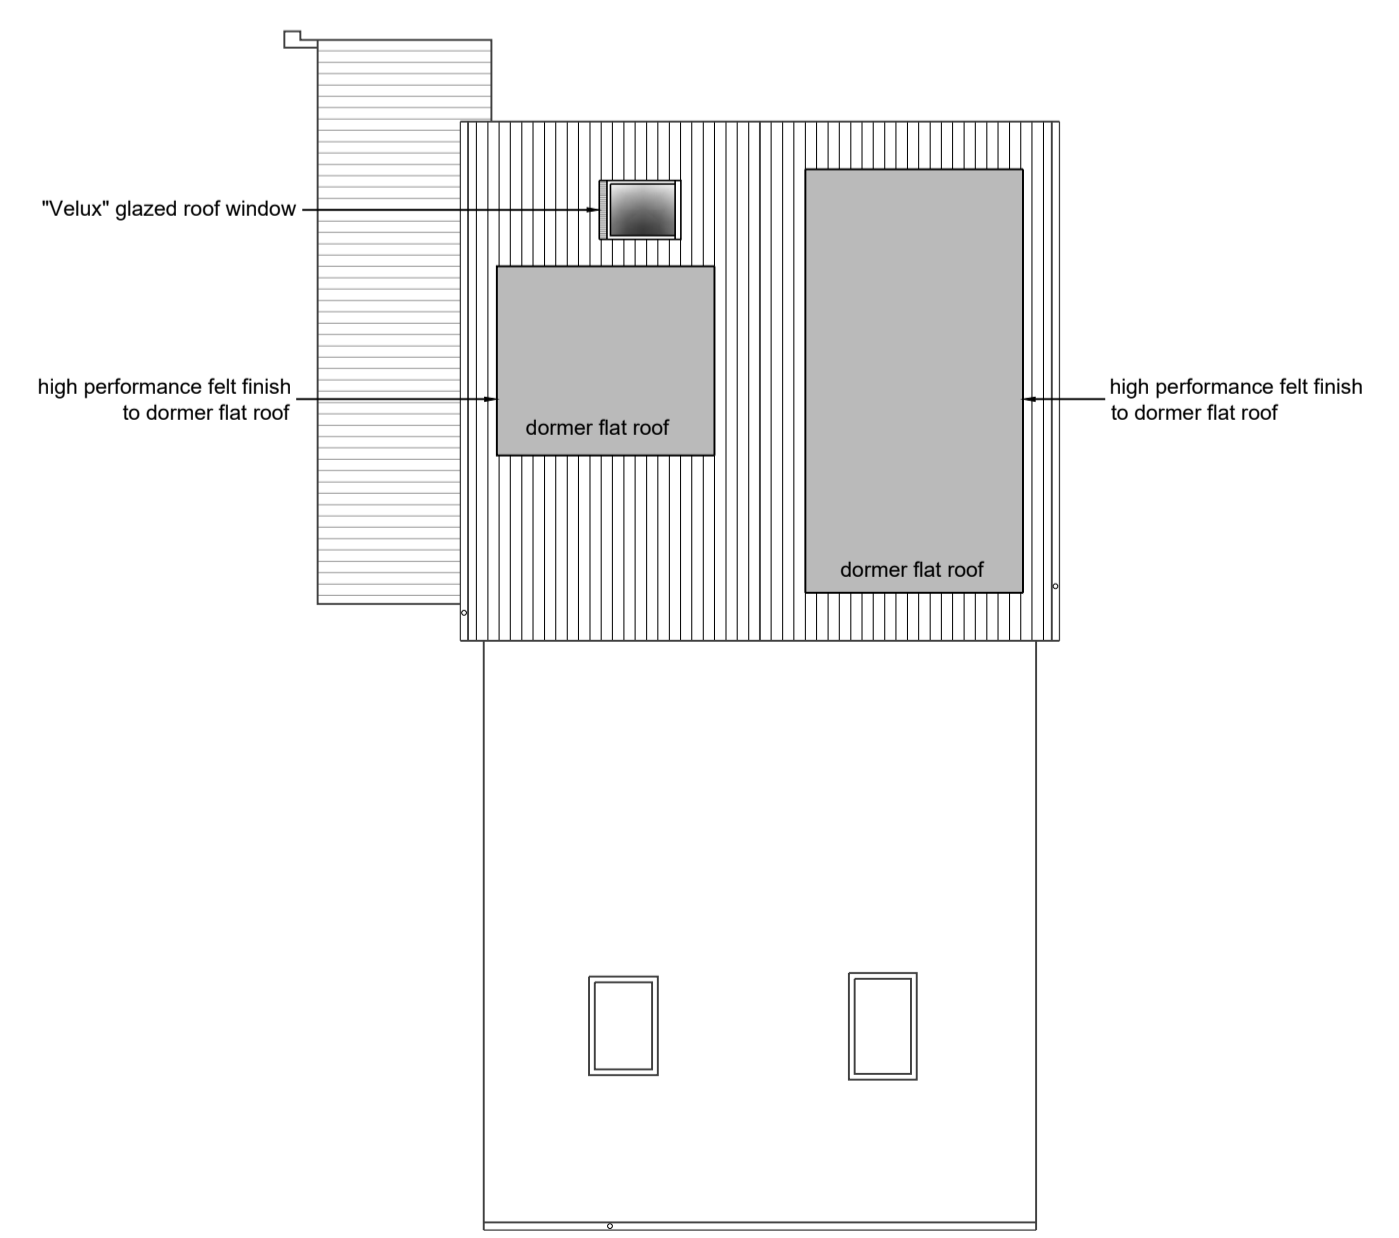 "Velux" glazed roof window
high performance felt finish
to dormer flat roof
dormer flat roof
high performance felt finish
to dormer flat roof
dormer flat roof